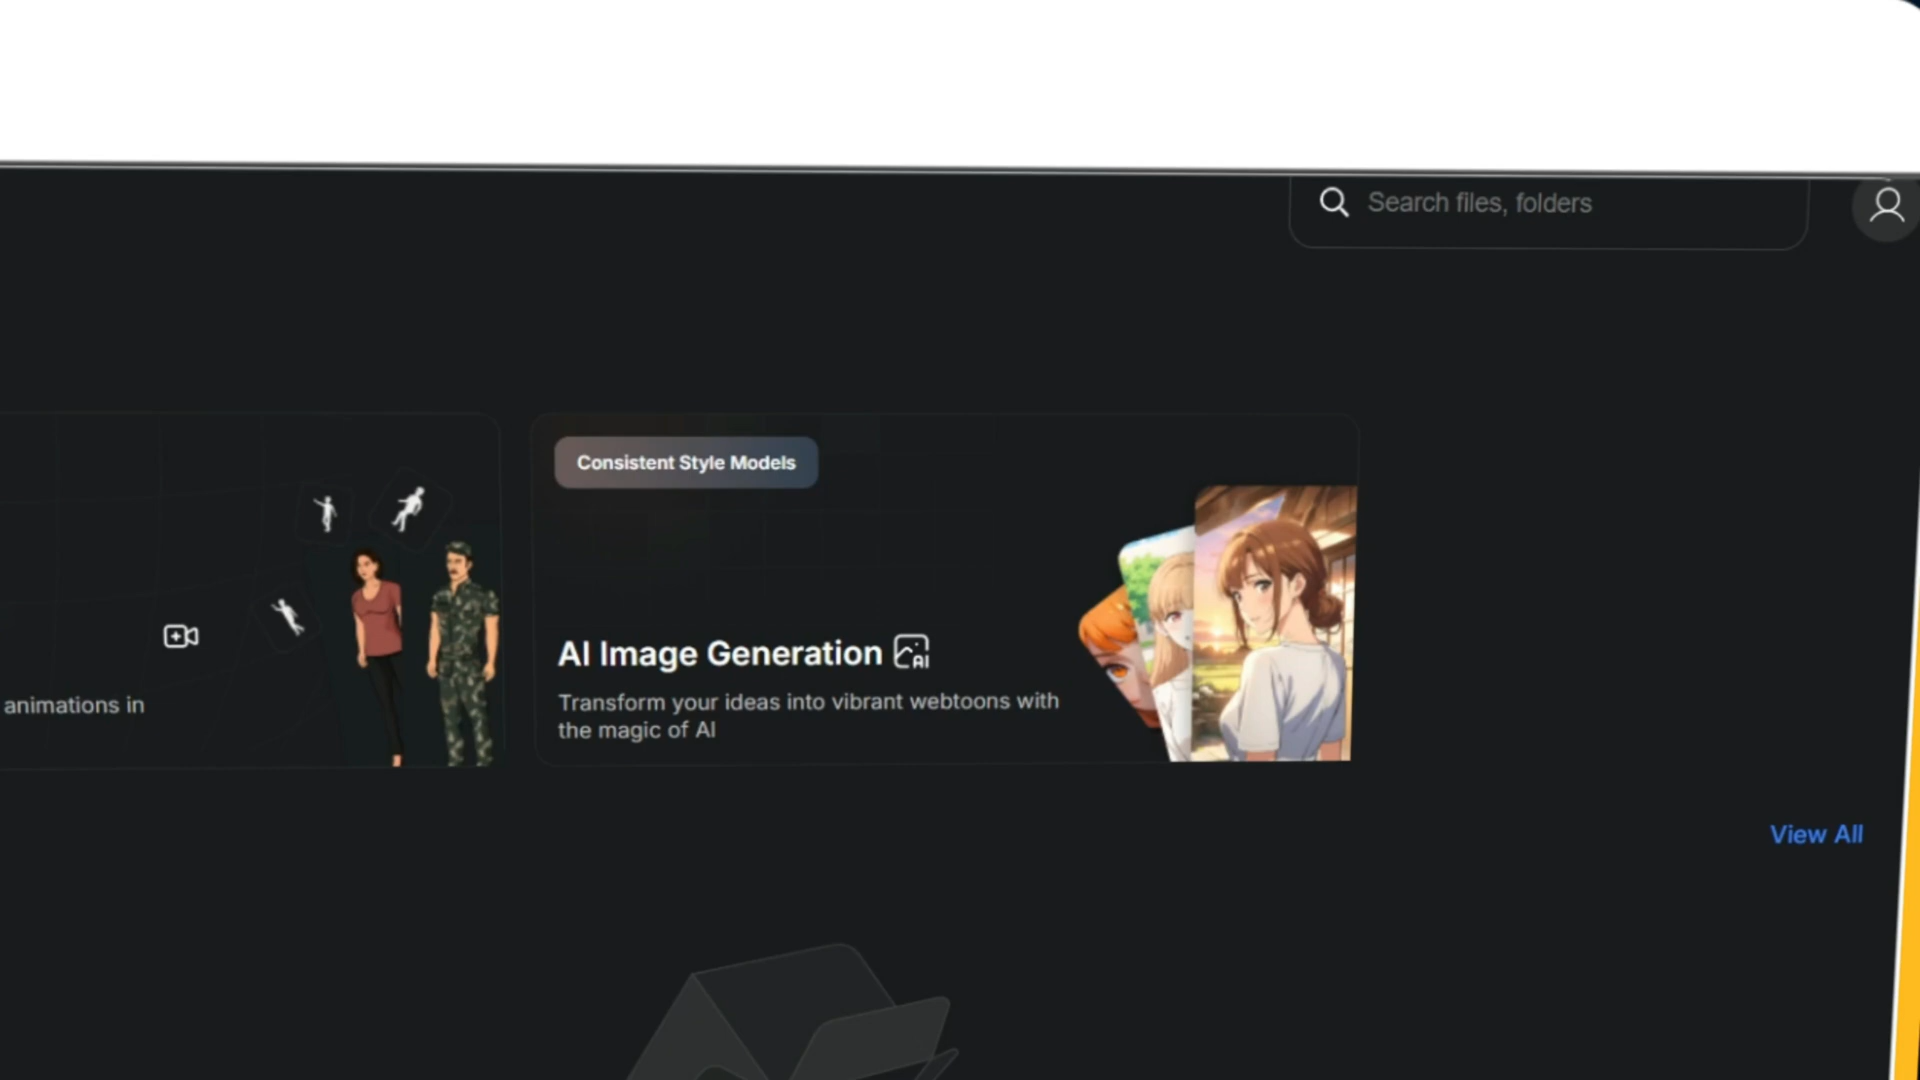 Search files, folders
Consistent Style Models
AI Image Generation
AI
animations in
Transform your ideas into vibrant webtoons with
the magic of AI
View All